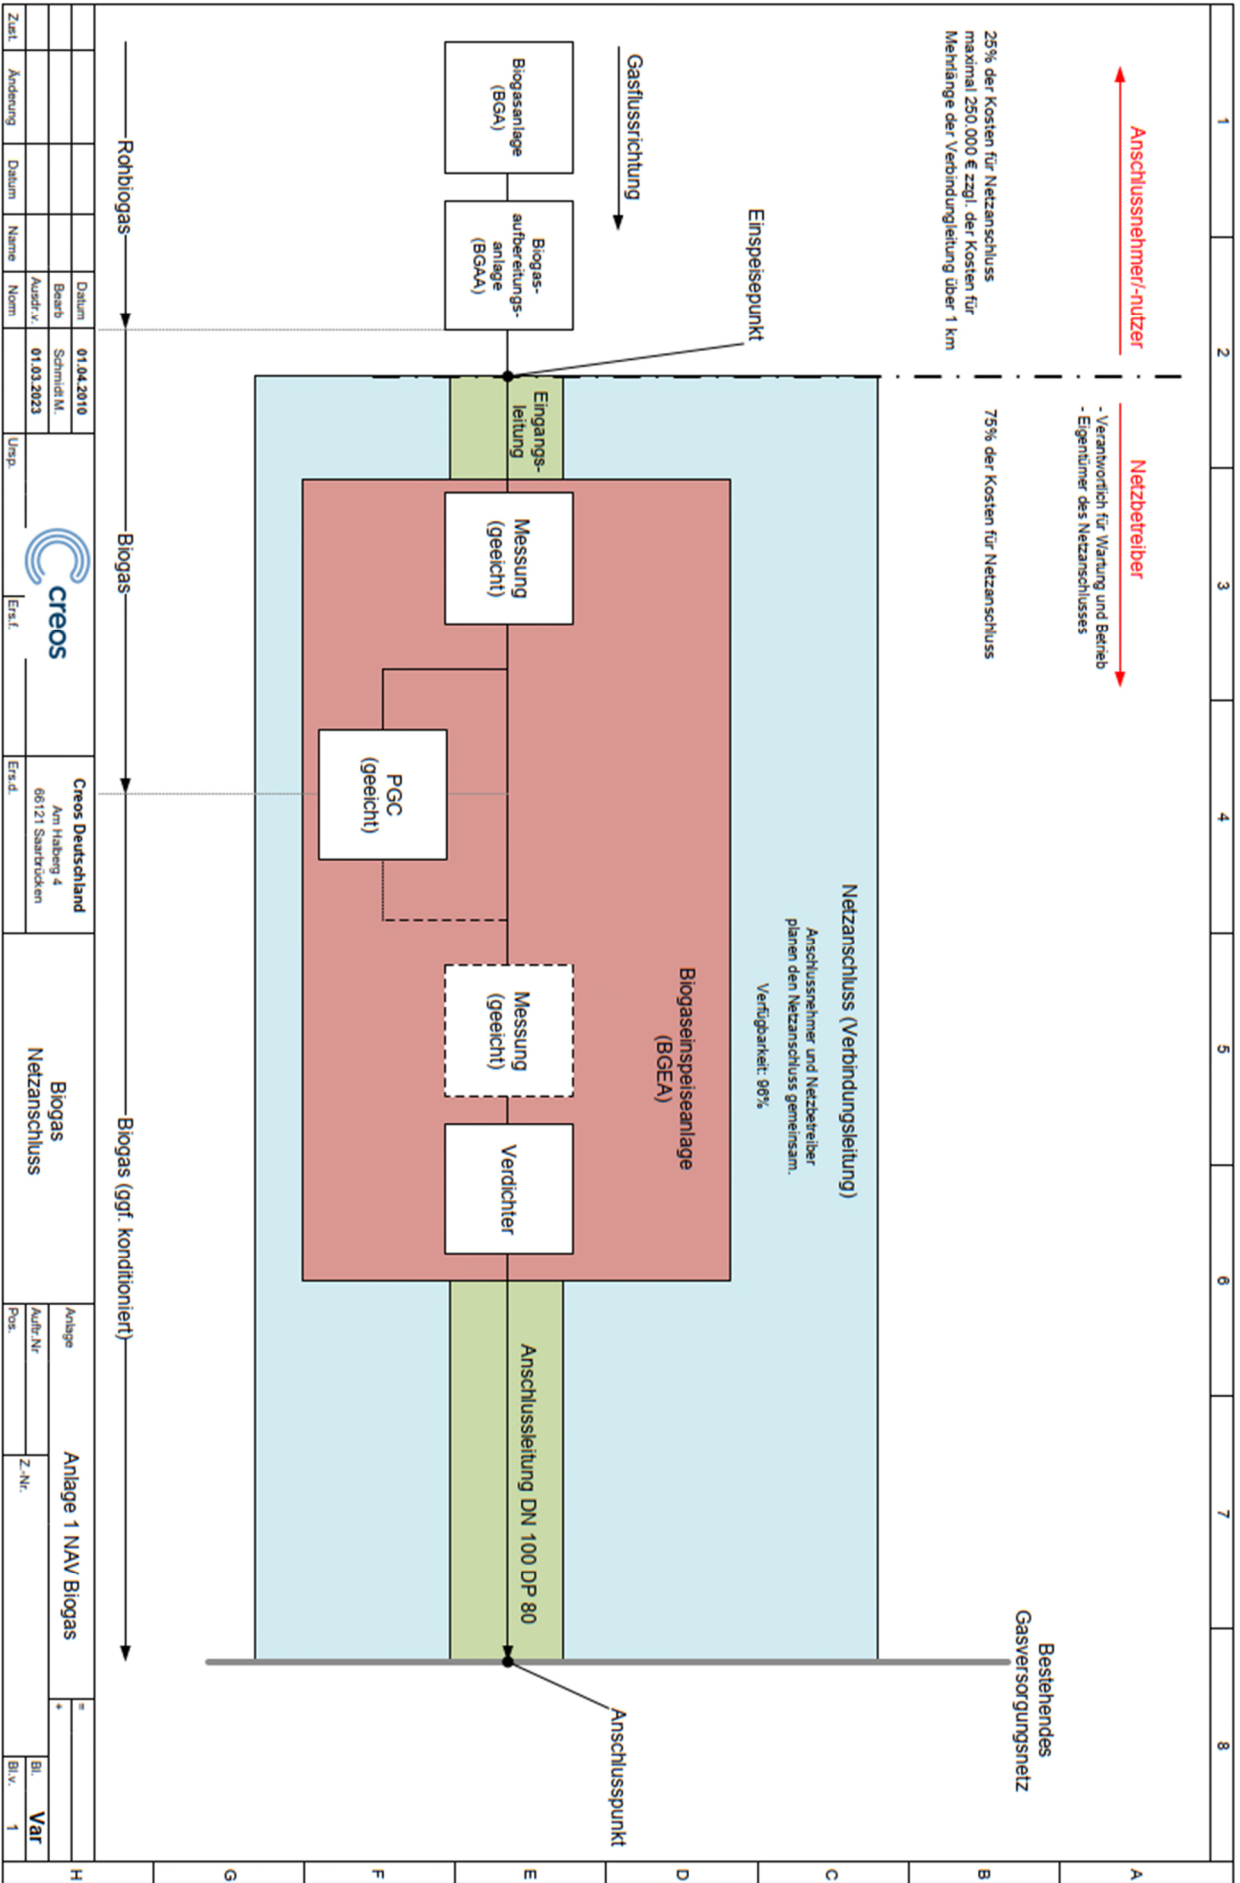 1
2
3
4
5
6
7
8
A
B
C
D
E
F
G
H
Anschlussnehmer/-nutzer
Netzbetreiber
- Verantwortlich für Wartung und Betrieb
- Eigentümer des Netzanschlusses
25% der Kosten für Netzanschluss
maximal 250.000 € zzgl. der Kosten für
Mehrlänge der Verbindungleitung über 1 km
75% der Kosten für Netzanschluss
Bestehendes
Gasversorgungsnetz
Netzanschluss (Verbindungsleitung)
Anschlussnehmer und Netzbetreiber
planen den Netzanschluss gemeinsam.
Verfügbarkeit: 96%
Einspeisepunkt
Biogaseinspeiseanlage
(BGEA)
Gasflussrichtung
Anschlusspunkt
Biogasanlage
(BGA)
Biogas-
aufbereitungs-
anlage
(BGAA)
Eingangs-
leitung
Messung
(geeicht)
PGC
(geeicht)
Messung
(geeicht)
Verdichter
Anschlussleitung DN 100 DP 80
Rohbiogas
Biogas
Biogas (ggf. konditioniert)
Datum
01.04.2010
Bearb
Schmidt M.
Ausdr.v.
01.03.2023
Zust.
Änderung
Datum
Name
Norm
Ursp.
creos
Ers.f.
Ers.d.
Creos Deutschland
Am Halberg 4
66121 Saarbrücken
Biogas
Netzanschluss
Anlage
Auftr.Nr
Pos.
Anlage 1 NAV Biogas
Z.-Nr.
=
+
Bl.
Var
Bl.v.
1